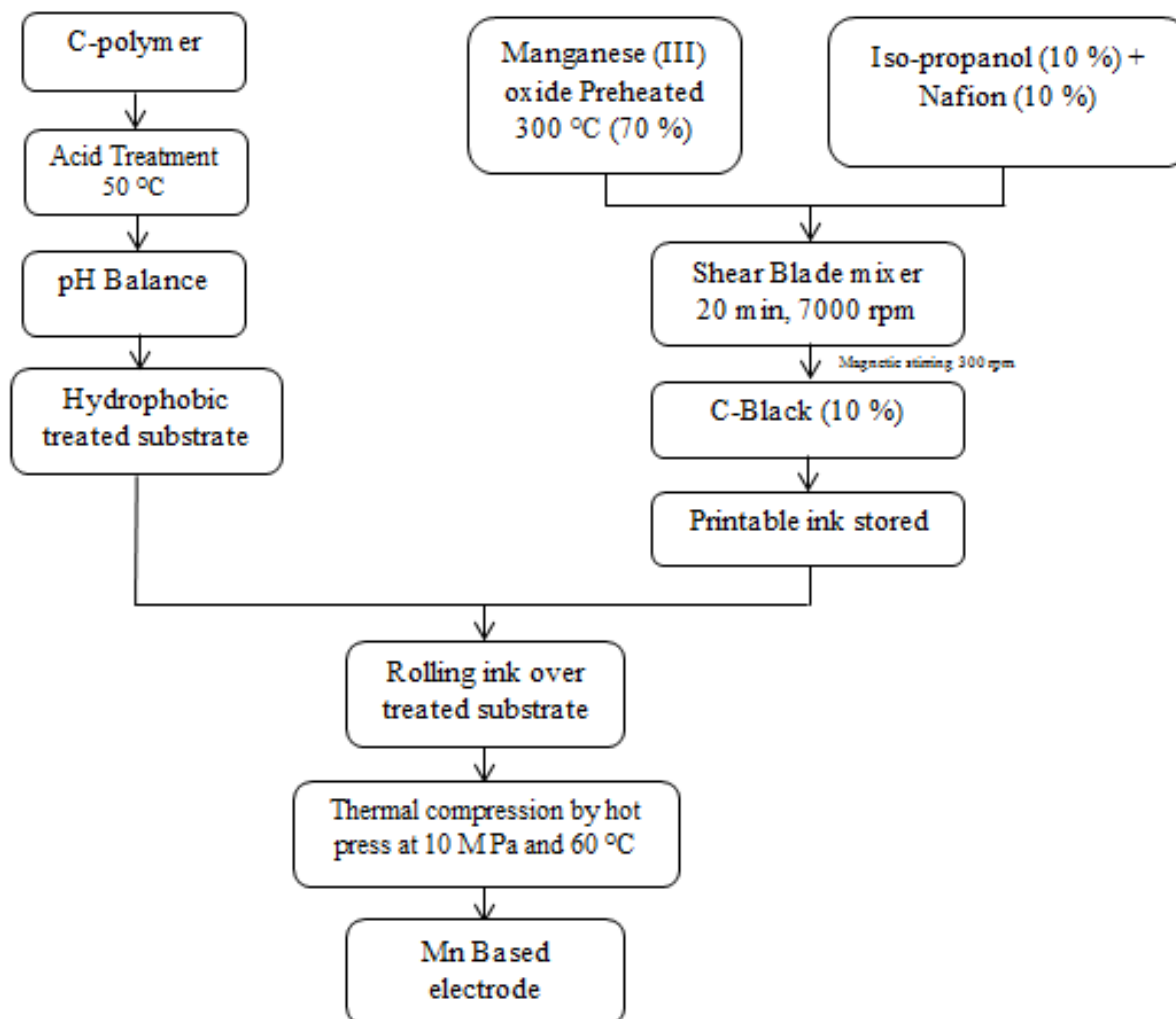 C-polymer
Acid Treatment
50 °C
pH Balance
Hydrophobic
treated substrate
Manganese (III)
oxide Preheated
300 °C (70 %)
Iso-propanol (10 %) +
Nafion (10 %)
Shear Blade mixer
20 min, 7000 rpm
Magnetic stirring 300 rpm
C-Black (10 %)
Printable ink stored
Rolling ink over
treated substrate
Thermal compression by hot
press at 10 MPa and 60 °C
Mn Based
electrode